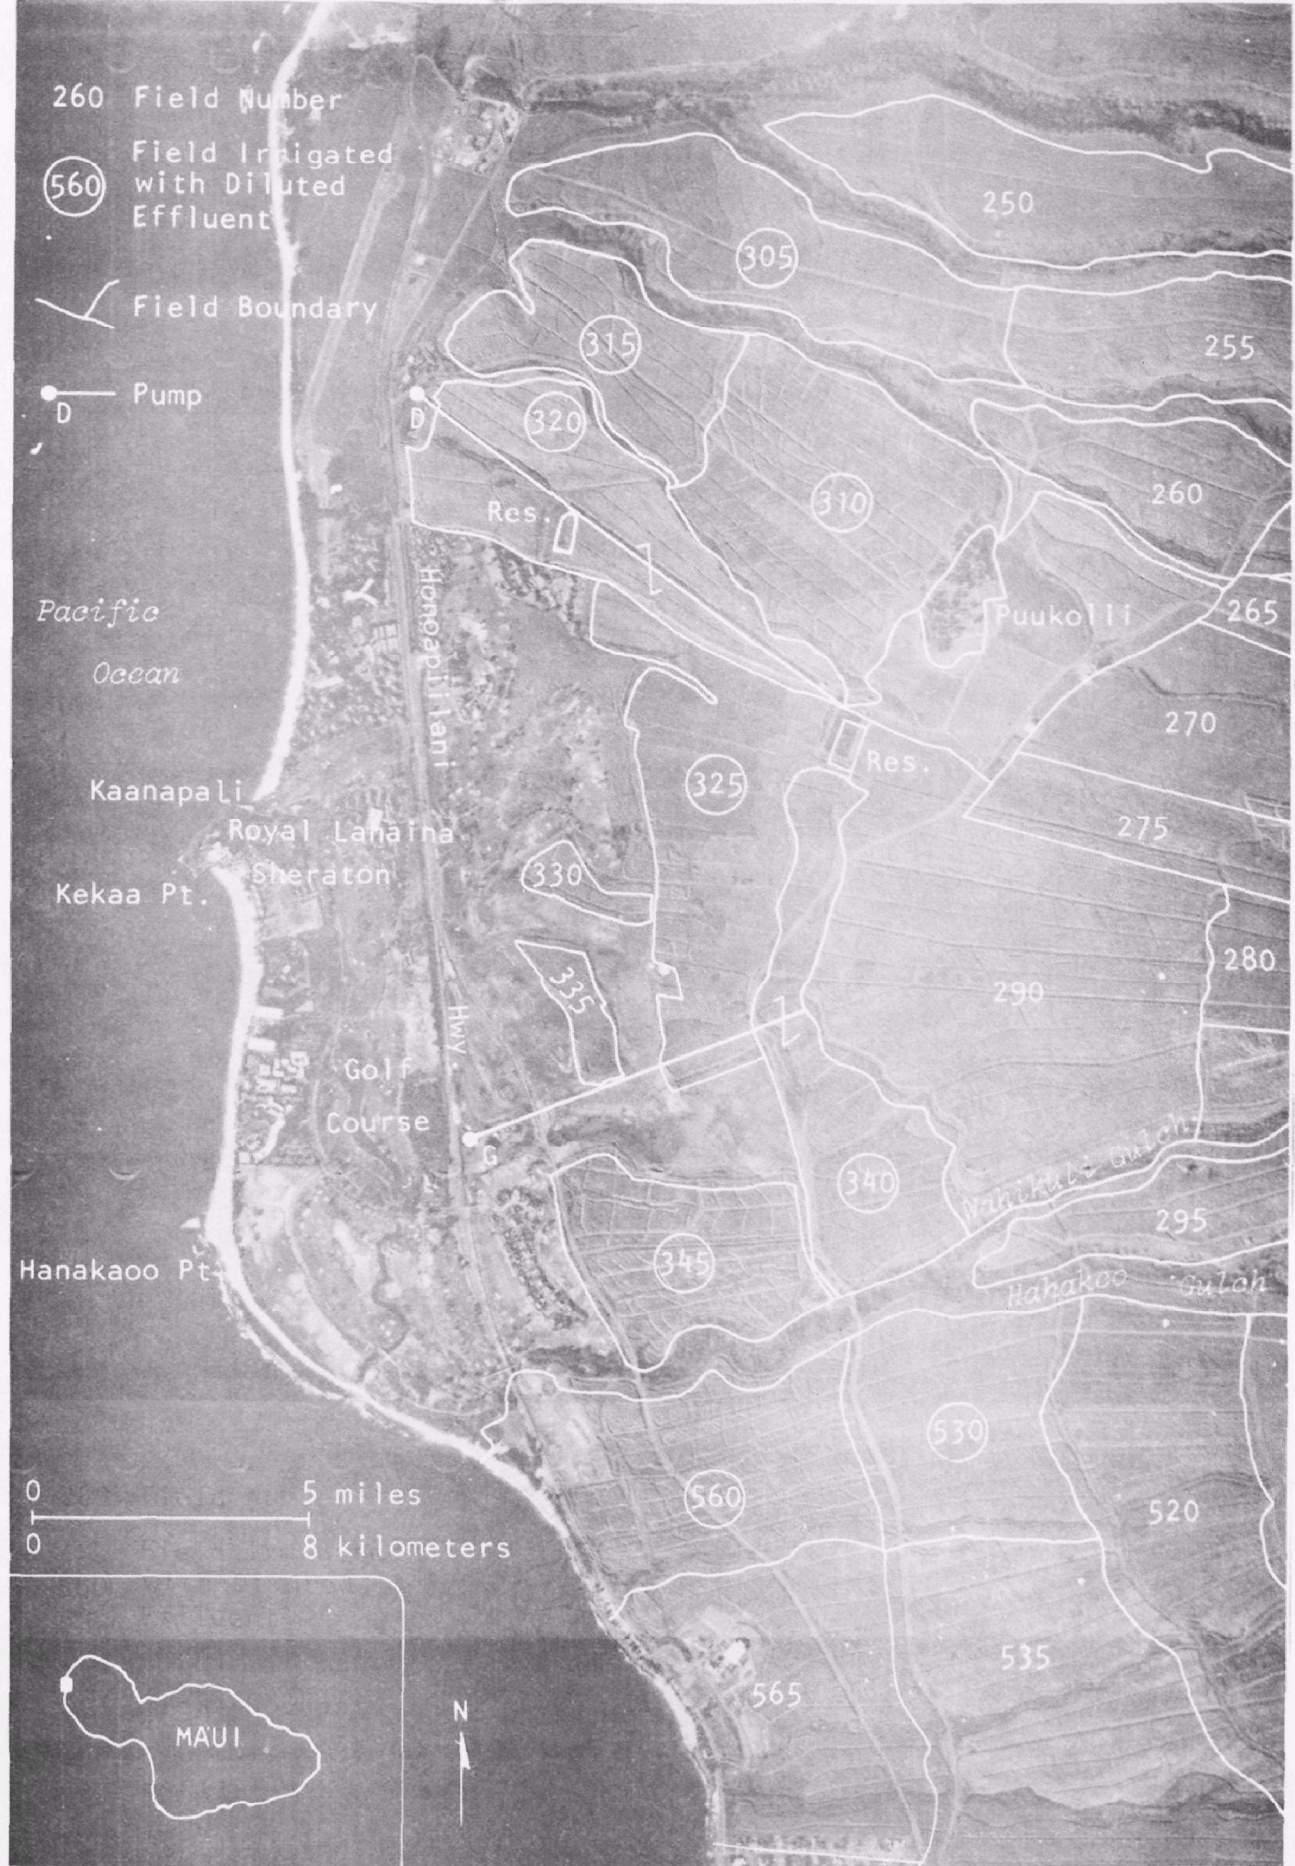 260 Field Number
Field Irrigated
560 with Diluted
Effluent
Field Boundary
D Pump
250
305
255
315
D
320
260
310
Res.
Honoapiilani
Pacific
Puukolii
265
Ocean
270
Res.
325
Kaanapali
275
Royal Lahaina
330
Sheraton
Kekaa Pt.
280
335
290
Hwy.
Golf
Course
G
Wahikuli Gulch
340
295
345
Hanakaoo Pt.
Hahakoo Gulch
530
0 5 miles
560
520
0 8 kilometers
535
565
N
MAUI